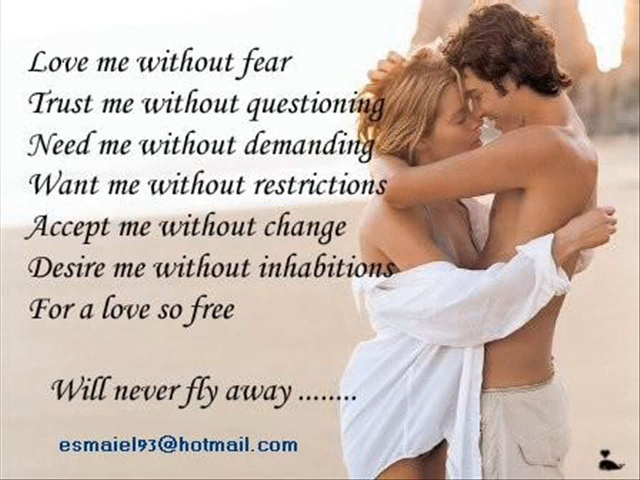 Love me without fear
Trust me without questioning
Need me without demanding
Want me without restrictions
Accept me without change
Desire me without inhabitions
For a love so free
Will never fly away ........
esmaiel93@hotmail.com